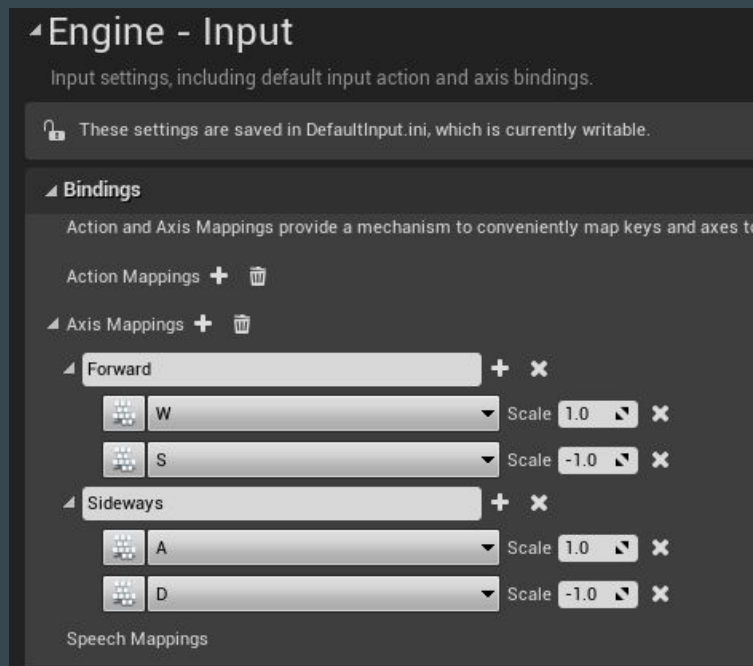 Engine - Input
Input settings, including default input action and axis bindings.
These settings are saved in DefaultInput.ini, which is currently writable.
Bindings
Action and Axis Mappings provide a mechanism to conveniently map keys and axes to
Action Mappings
Axis Mappings
Forward
W Scale 1.0
S Scale -1.0
Sideways
A Scale 1.0
D Scale -1.0
Speech Mappings